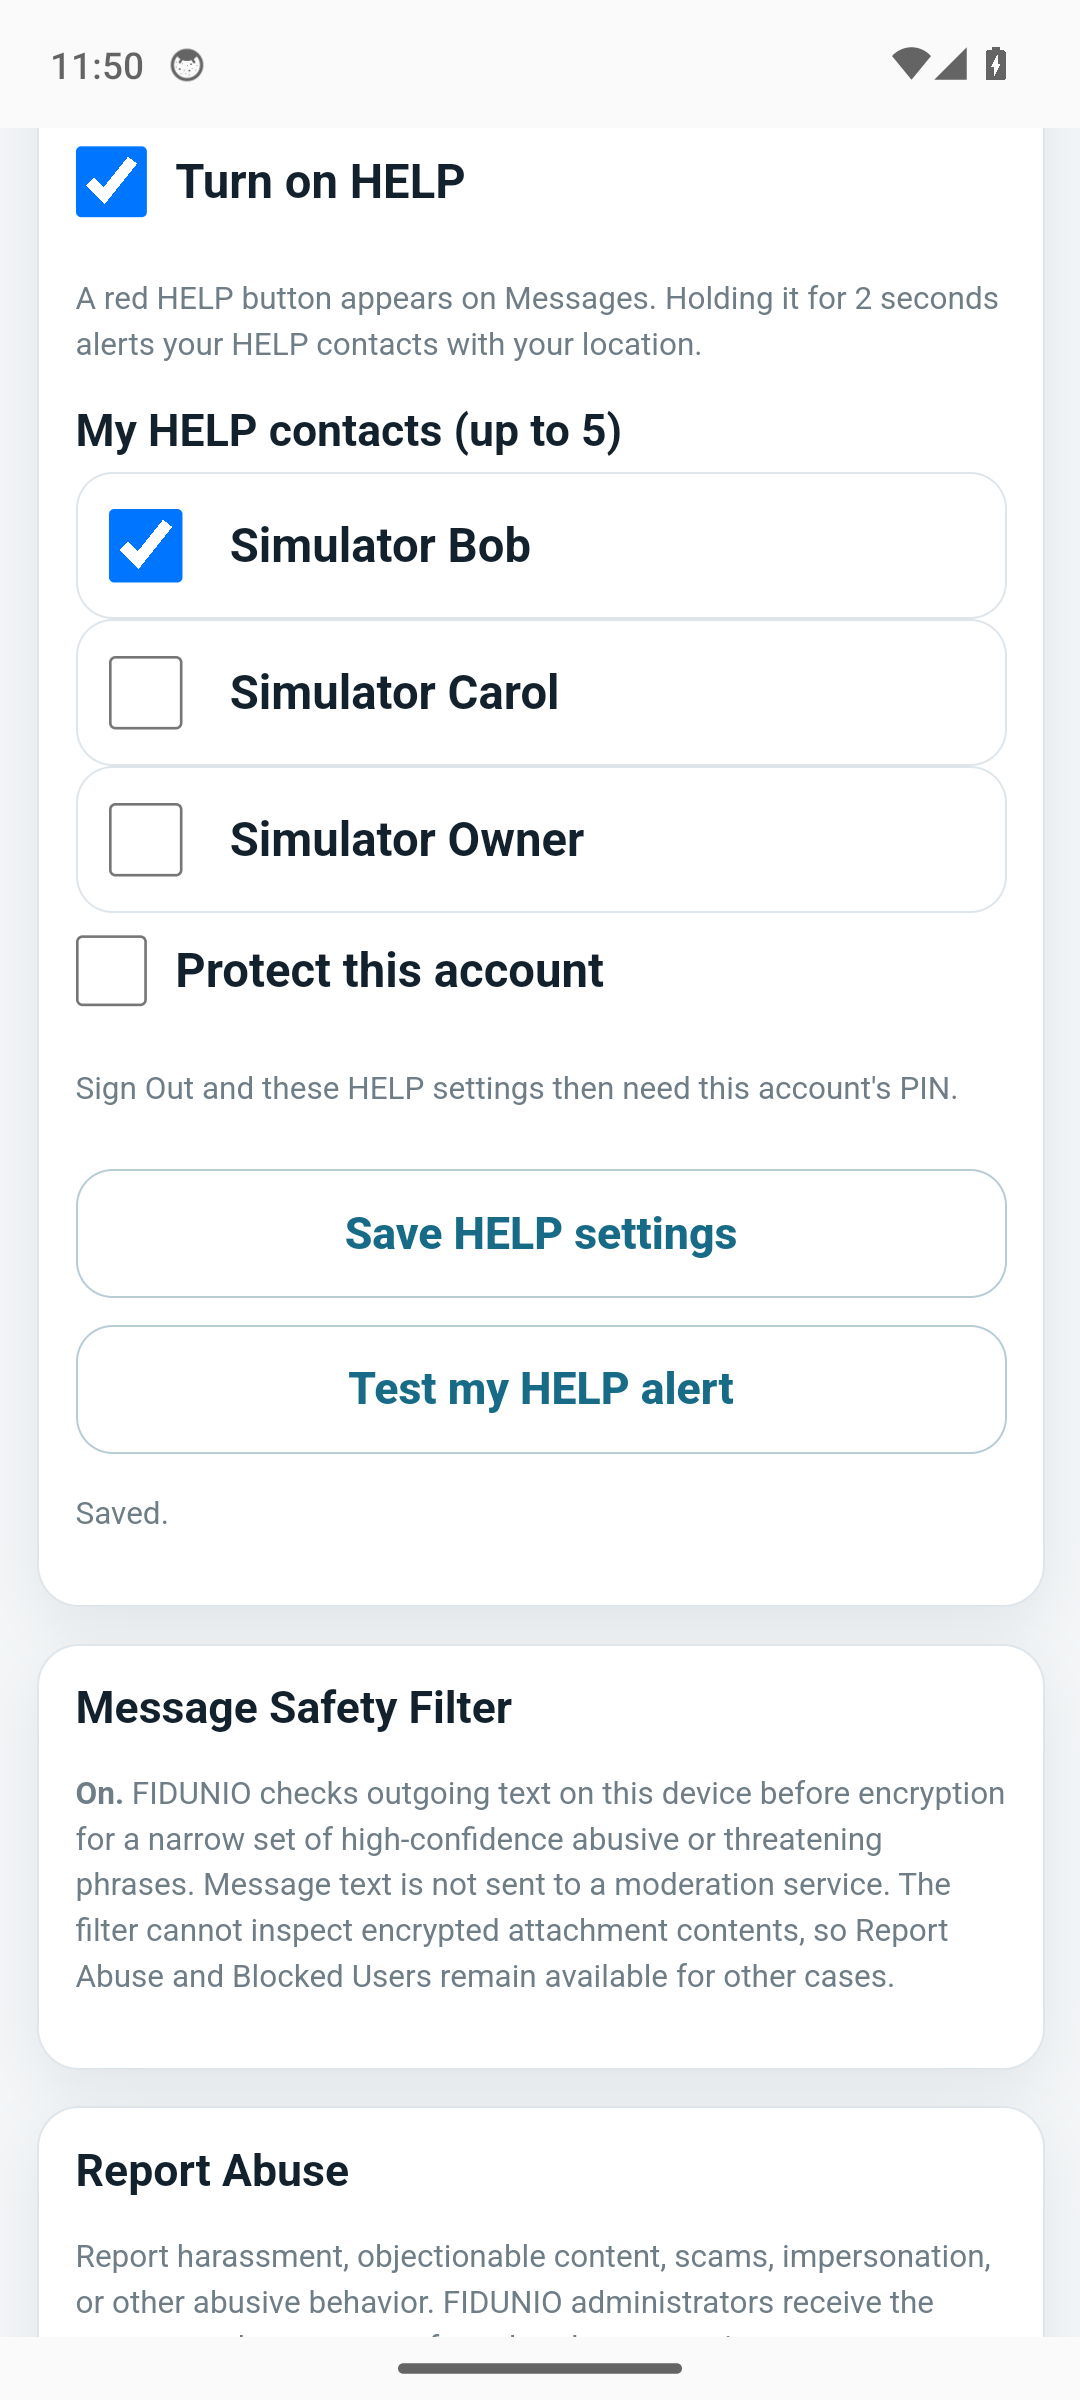 11:50
Turn on HELP
A red HELP button appears on Messages. Holding it for 2 seconds
alerts your HELP contacts with your location.
My HELP contacts (up to 5)
Simulator Bob
Simulator Carol
Simulator Owner
Protect this account
Sign Out and these HELP settings then need this account's PIN.
Save HELP settings
Test my HELP alert
Saved.
Message Safety Filter
On. FIDUNIO checks outgoing text on this device before encryption
for a narrow set of high-confidence abusive or threatening
phrases. Message text is not sent to a moderation service. The
filter cannot inspect encrypted attachment contents, so Report
Abuse and Blocked Users remain available for other cases.
Report Abuse
Report harassment, objectionable content, scams, impersonation,
or other abusive behavior. FIDUNIO administrators receive the